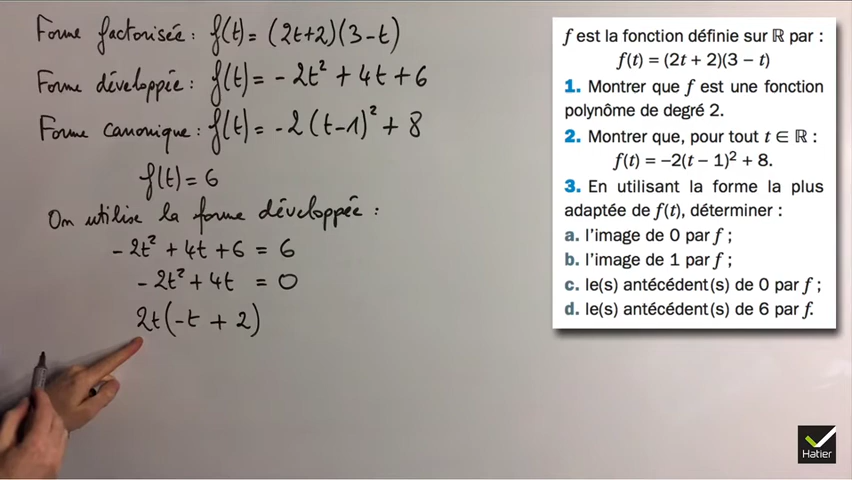 Forme factorisée : f(t) = (2t+2)(3-t)
Forme développée : f(t) = - 2t² + 4t + 6
Forme canonique : f(t) = -2(t-1)² + 8
f(t) = 6
On utilise la forme développée :
- 2t² + 4t + 6 = 6
- 2t² + 4t = 0
2t(-t + 2)
f est la fonction définie sur ℝ par :
f(t) = (2t + 2)(3 − t)
1. Montrer que f est une fonction
polynôme de degré 2.
2. Montrer que, pour tout t ∈ ℝ :
f(t) = −2(t − 1)² + 8.
3. En utilisant la forme la plus
adaptée de f(t), déterminer :
a. l'image de 0 par f ;
b. l'image de 1 par f ;
c. le(s) antécédent(s) de 0 par f ;
d. le(s) antécédent(s) de 6 par f.
Hatier